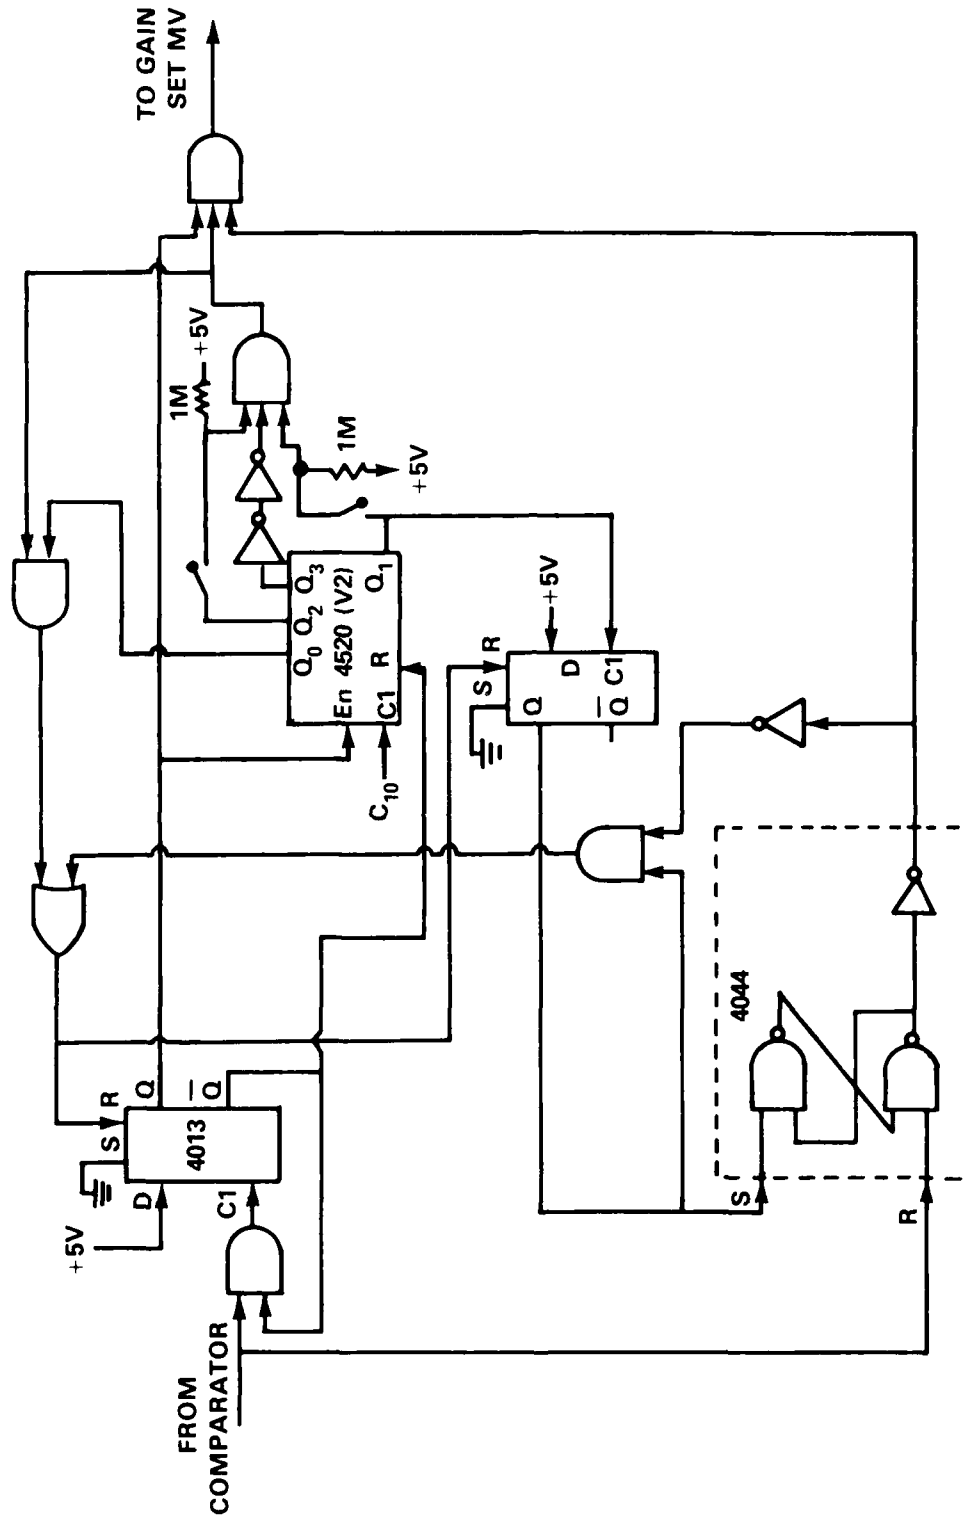 TO GAIN
SET MV
+5V
1M
1M
+5V
Q0 Q2 Q3
En 4520 (V2)
C1 R Q1
C10
+5V
S R
Q D
Q C1
4044
S
R
R
S Q
4013
Q
D
C1
+5V
FROM
COMPARATOR